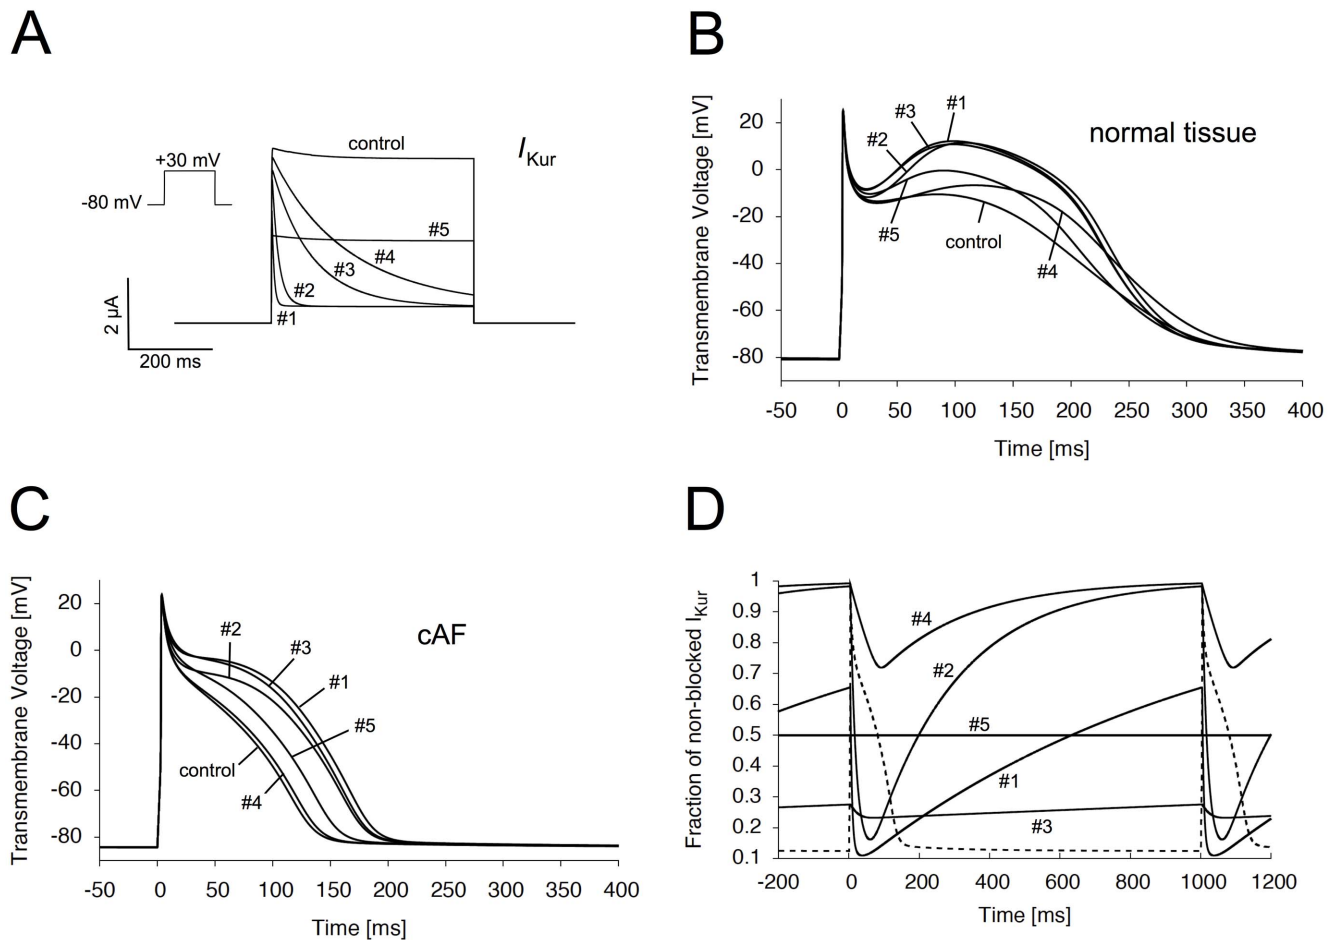 A
I Kur
control
+30 mV
-80 mV
#5
#4
#3
#2
#1
2 µA
200 ms
B
normal tissue
Transmembrane Voltage [mV]
20
0
-20
-40
-60
-80
#1
#3
#2
#5
control
#4
-50 0 50 100 150 200 250 300 350 400
Time [ms]
C
cAF
Transmembrane Voltage [mV]
20
0
-20
-40
-60
-80
#2
#3
#1
#5
control
#4
-50 0 50 100 150 200 250 300 350 400
Time [ms]
D
Fraction of non-blocked IKur
1
0.9
0.8
0.7
0.6
0.5
0.4
0.3
0.2
0.1
#4
#2
#5
#1
#3
-200 0 200 400 600 800 1000 1200
Time [ms]